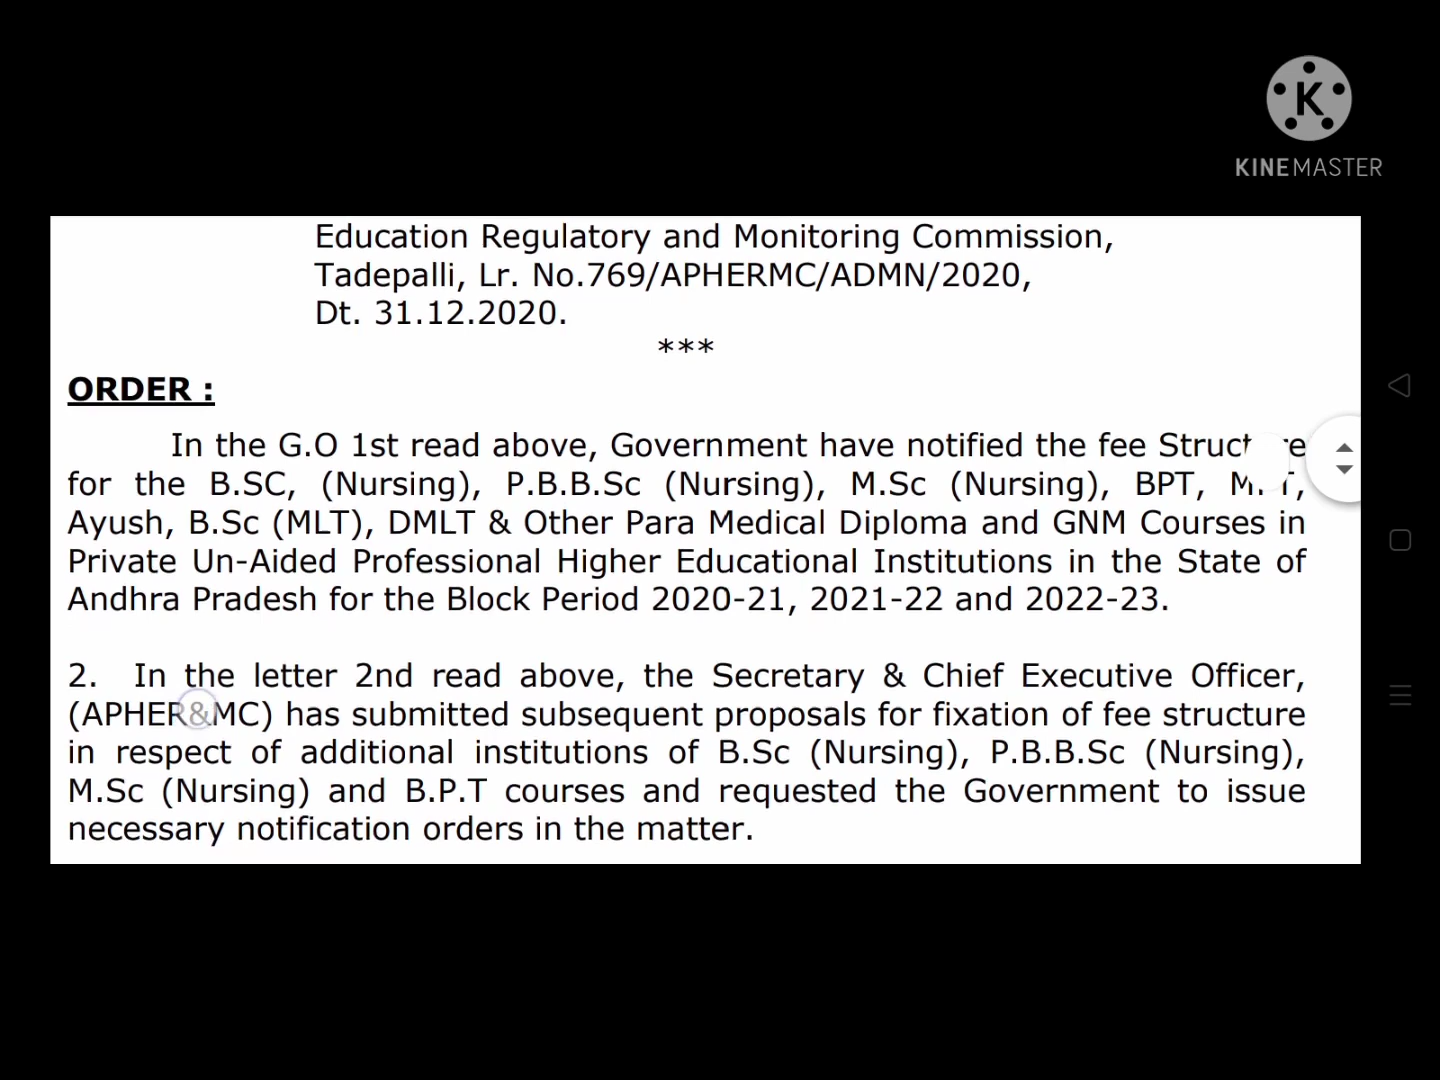 K
KINEMASTER
Education Regulatory and Monitoring Commission,
Tadepalli, Lr. No.769/APHERMC/ADMN/2020,
Dt. 31.12.2020.
***
ORDER :
In the G.O 1st read above, Government have notified the fee Structure
for the B.SC, (Nursing), P.B.B.Sc (Nursing), M.Sc (Nursing), BPT, MPT,
Ayush, B.Sc (MLT), DMLT & Other Para Medical Diploma and GNM Courses in
Private Un-Aided Professional Higher Educational Institutions in the State of
Andhra Pradesh for the Block Period 2020-21, 2021-22 and 2022-23.
2. In the letter 2nd read above, the Secretary & Chief Executive Officer,
(APHER&MC) has submitted subsequent proposals for fixation of fee structure
in respect of additional institutions of B.Sc (Nursing), P.B.B.Sc (Nursing),
M.Sc (Nursing) and B.P.T courses and requested the Government to issue
necessary notification orders in the matter.